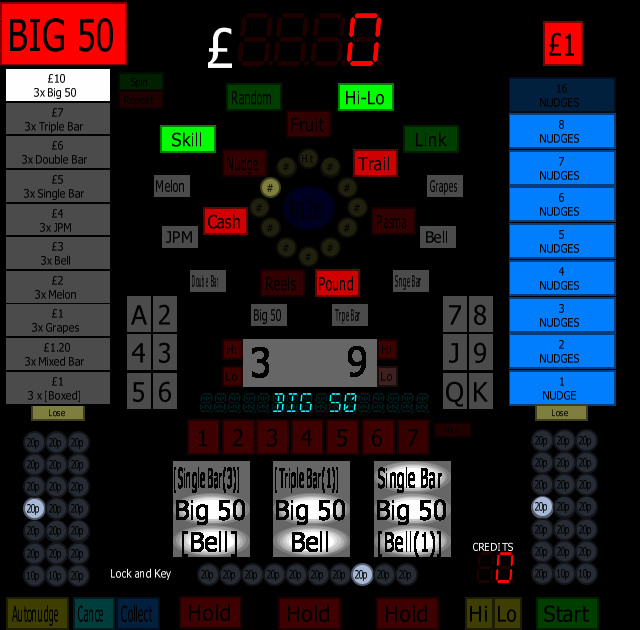 BIG 50
£ 0
£1
£10
3x Big 50
£7
3x Triple Bar
£6
3x Double Bar
£5
3x Single Bar
£4
3x JPM
£3
3x Bell
£2
3x Melon
£1
3x Grapes
£1.20
3x Mixed Bar
£1
3 x [Boxed]
Lose
Spin
Random
Hi-Lo
Fruit
Skill
Link
Nudge
Hit
Trail
#
#
#
#
#
#
#
#
#
#
#
Melon
Grapes
Cash
Plasma
JPM
Bell
Double Bar
Reels
Pound
Single Bar
Big 50
Triple Bar
16
NUDGES
8
NUDGES
7
NUDGES
6
NUDGES
5
NUDGES
4
NUDGES
3
NUDGES
2
NUDGES
1
NUDGE
Lose
A 2
4 3
5 6
7 8
J 9
Q K
Hi
Lo
3 9
Hi
Lo
BIG 50
1 2 3 4 5 6 7
[Single Bar(3)] [Triple Bar(1)] Single Bar
Big 50 Big 50 Big 50
[Bell] Bell [Bell(1)]
20p 20p 20p
20p 20p 20p
20p 20p 20p
20p 20p 20p
20p 20p 20p
20p 20p 20p
10p 10p 20p
20p 20p 20p
20p 20p 20p
20p 20p 20p
20p 20p 20p
20p 20p 20p
20p 20p 20p
20p 10p 10p
CREDITS
0
Lock and Key
20p 20p 20p 20p 20p 20p 20p 20p 20p 20p
Autonudge Cance Collect Hold Hold Hold Hi Lo Start